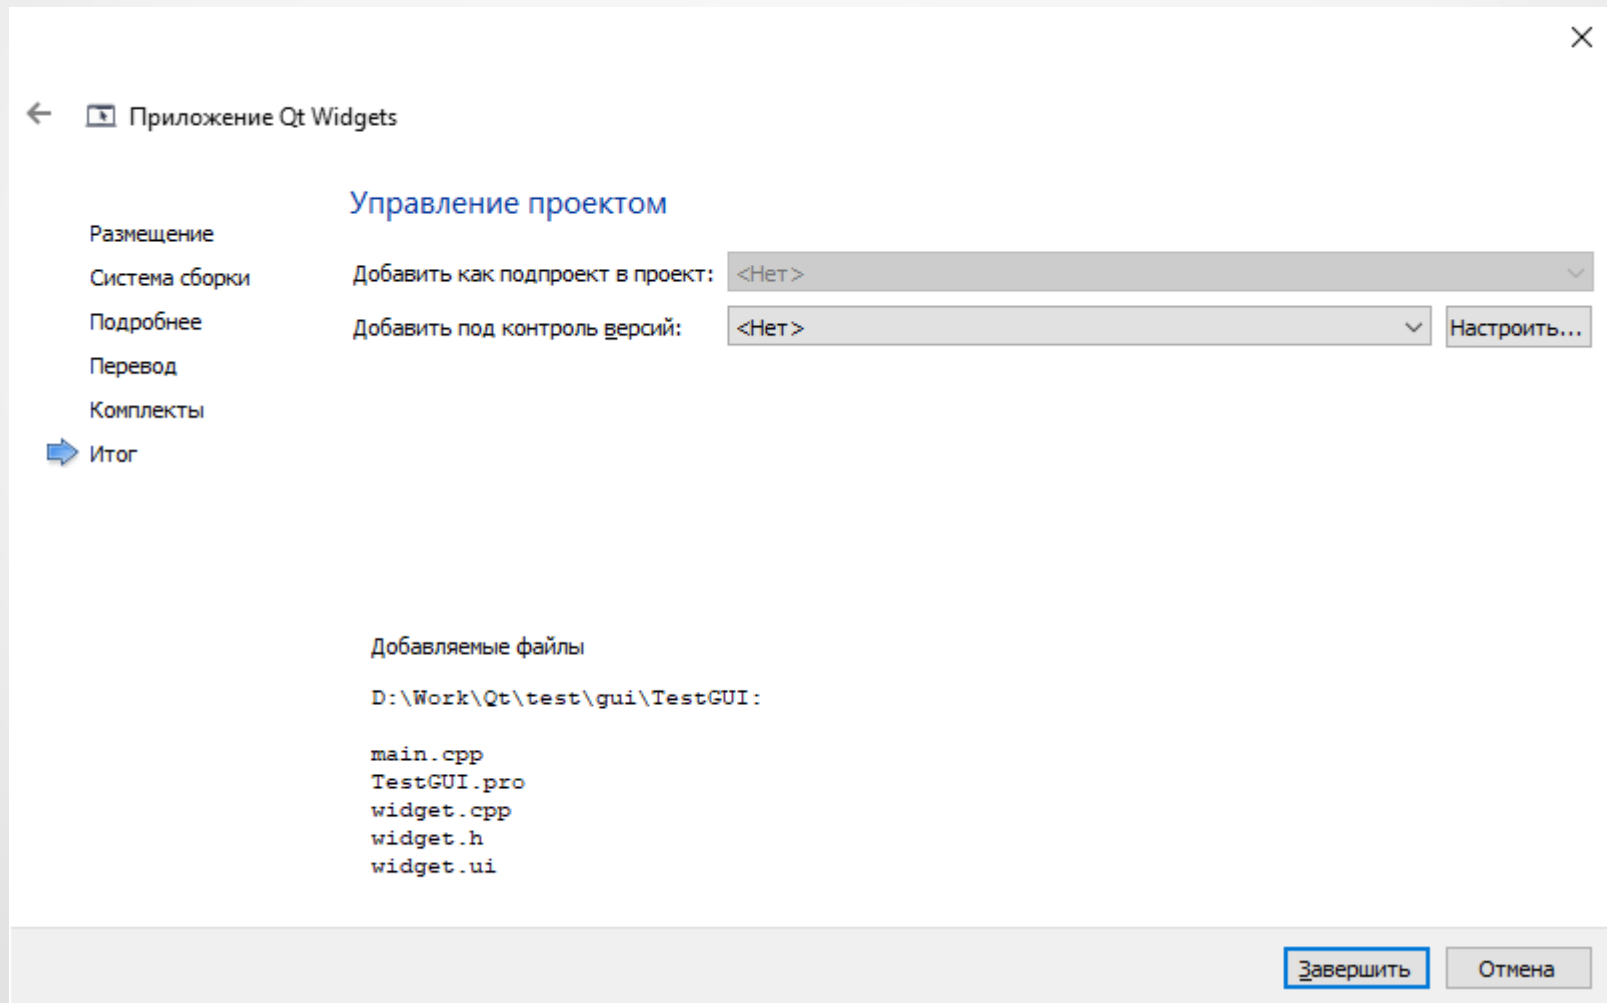 Приложение Qt Widgets
Размещение
Система сборки
Подробнее
Перевод
Комплекты
Итог
Управление проектом
Добавить как подпроект в проект: <Нет>
Добавить под контроль версий: <Нет> Настроить...
Добавляемые файлы
D:\Work\Qt\test\gui\TestGUI:
main.cpp
TestGUI.pro
widget.cpp
widget.h
widget.ui
Завершить Отмена